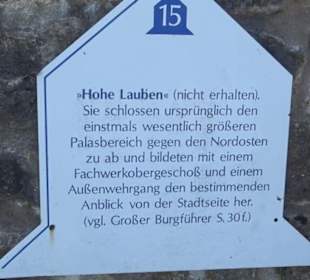 15
»Hohe Lauben« (nicht erhalten).
Sie schlossen ursprünglich den
einstmals wesentlich größeren
Palasbereich gegen den Nordosten
zu ab und bildeten mit einem
Fachwerkobergeschoß und einem
Außenwehrgang den bestimmenden
Anblick von der Stadtseite her.
(vgl. Großer Burgführer S. 30 f.)